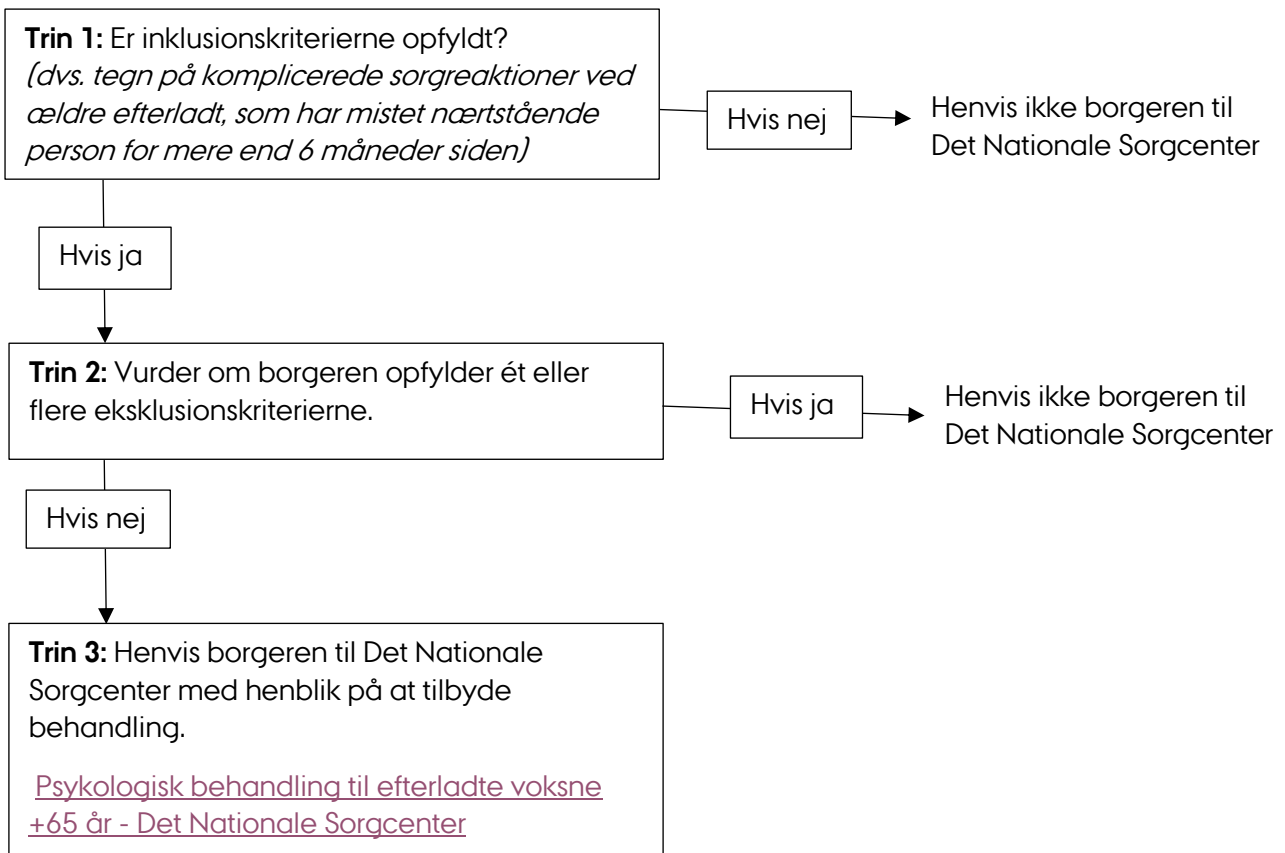 Trin 1: Er inklusionskriterierne opfyldt?
(dvs. tegn på komplicerede sorgreaktioner ved
ældre efterladt, som har mistet nærtstående
person for mere end 6 måneder siden)
Hvis nej
Henvis ikke borgeren til
Det Nationale Sorgcenter
Hvis ja
Trin 2: Vurder om borgeren opfylder ét eller
flere eksklusionskriterierne.
Hvis ja
Henvis ikke borgeren til
Det Nationale Sorgcenter
Hvis nej
Trin 3: Henvis borgeren til Det Nationale
Sorgcenter med henblik på at tilbyde
behandling.
Psykologisk behandling til efterladte voksne
+65 år - Det Nationale Sorgcenter